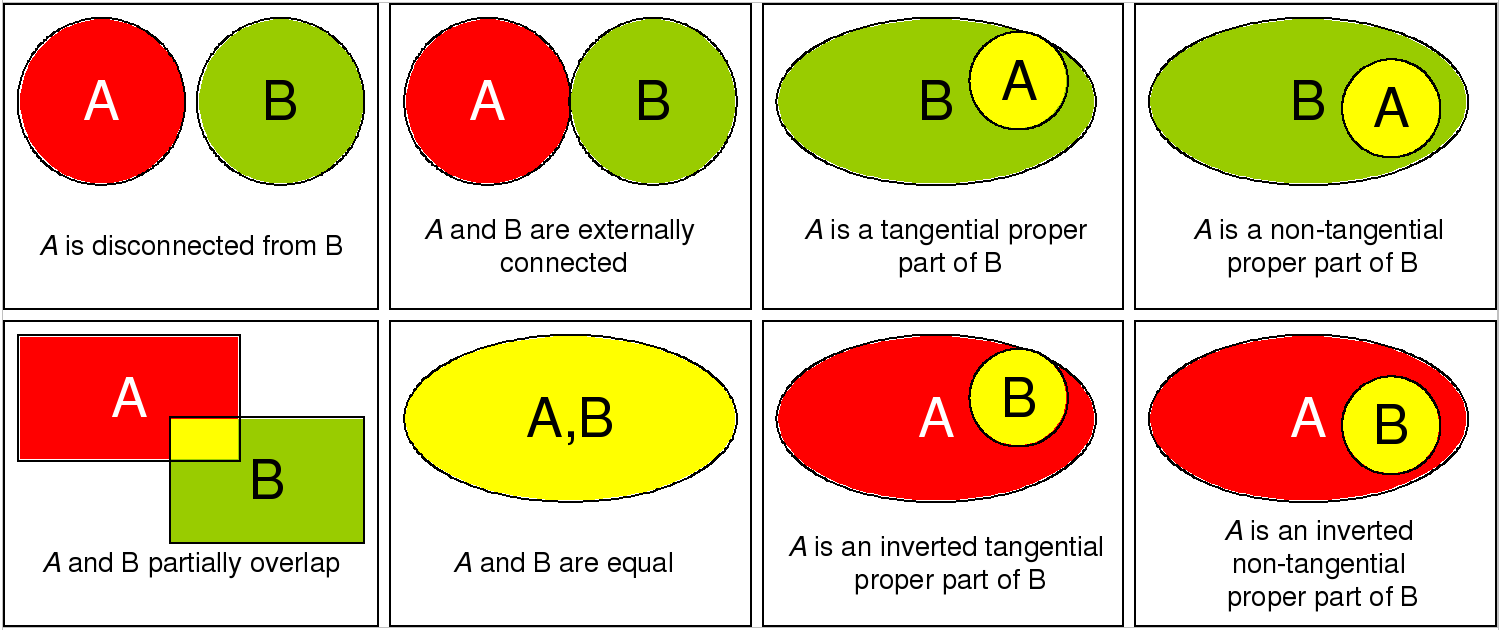 A
B
A is disconnected from B
A
B
A and B are externally
connected
B
A
A is a tangential proper
part of B
B
A
A is a non-tangential
proper part of B
A
B
A and B partially overlap
A,B
A and B are equal
A
B
A is an inverted tangential
proper part of B
A
B
A is an inverted
non-tangential
proper part of B